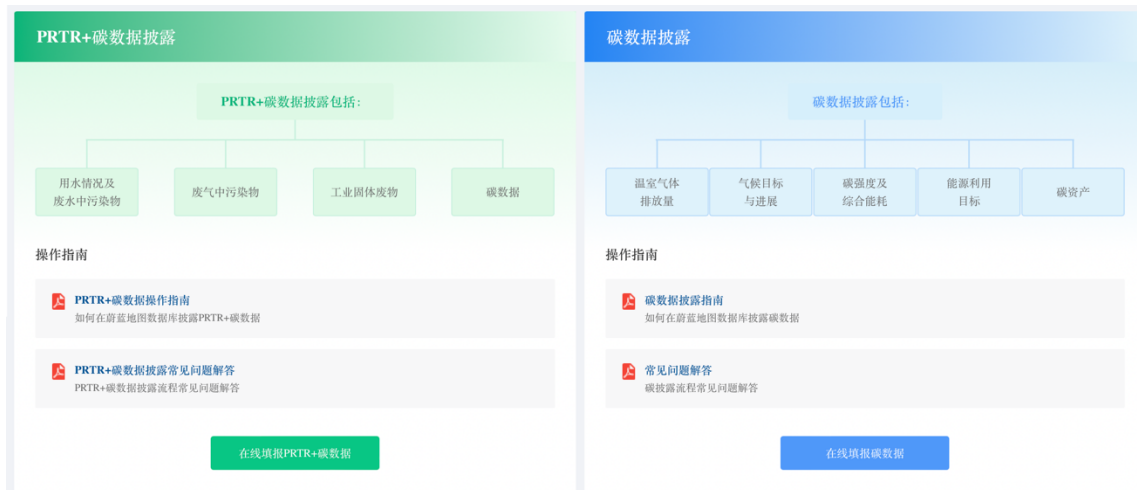 PRTR+碳数据披露
PRTR+碳数据披露包括:
用水情况及
废水中污染物
废气中污染物
工业固体废物
碳数据
操作指南
PRTR+碳数据操作指南
如何在蔚蓝地图数据库披露PRTR+碳数据
PRTR+碳数据披露常见问题解答
PRTR+碳数据披露流程常见问题解答
在线填报PRTR+碳数据
碳数据披露
碳数据披露包括:
温室气体
排放量
气候目标
与进展
碳强度及
综合能耗
能源利用
目标
碳资产
操作指南
碳数据披露指南
如何在蔚蓝地图数据库披露碳数据
常见问题解答
碳披露流程常见问题解答
在线填报碳数据